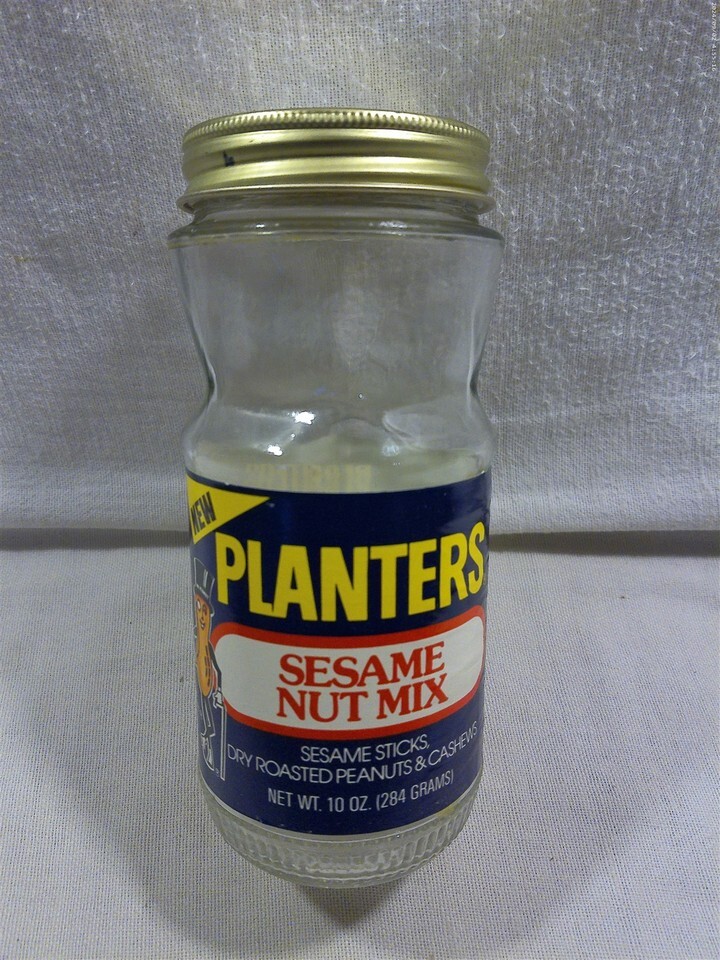 NEW
PLANTERS
SESAME
NUT MIX
SESAME STICKS,
DRY ROASTED PEANUTS & CASHEWS
NET WT. 10 OZ. (284 GRAMS)